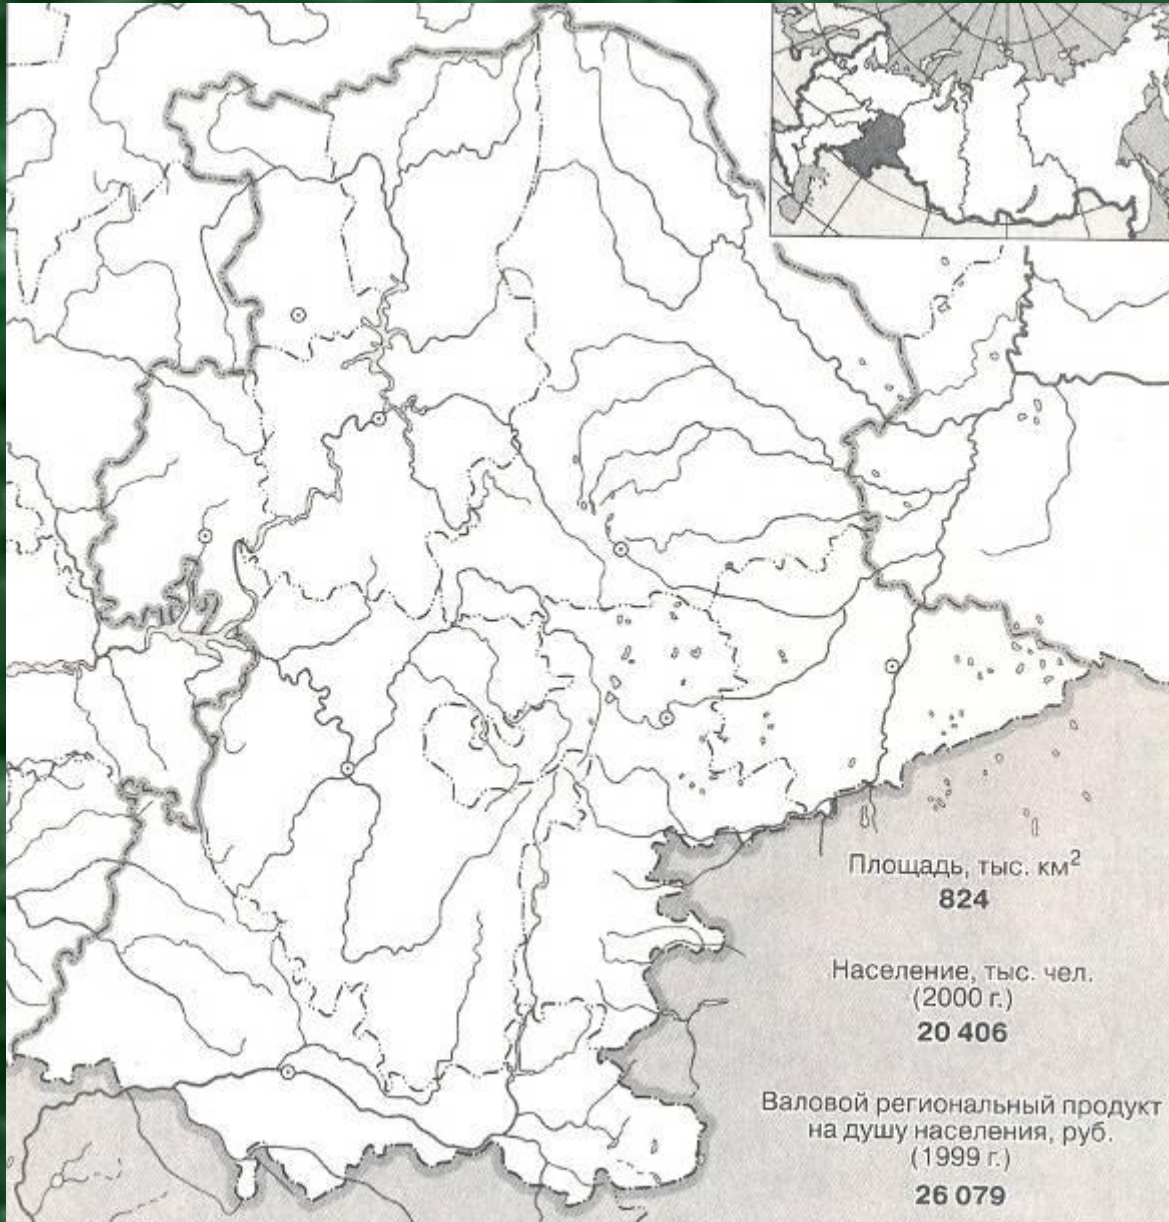 Площадь, тыс. км²
824
Население, тыс. чел.
(2000 г.)
20 406
Валовой региональный продукт
на душу населения, руб.
(1999 г.)
26 079